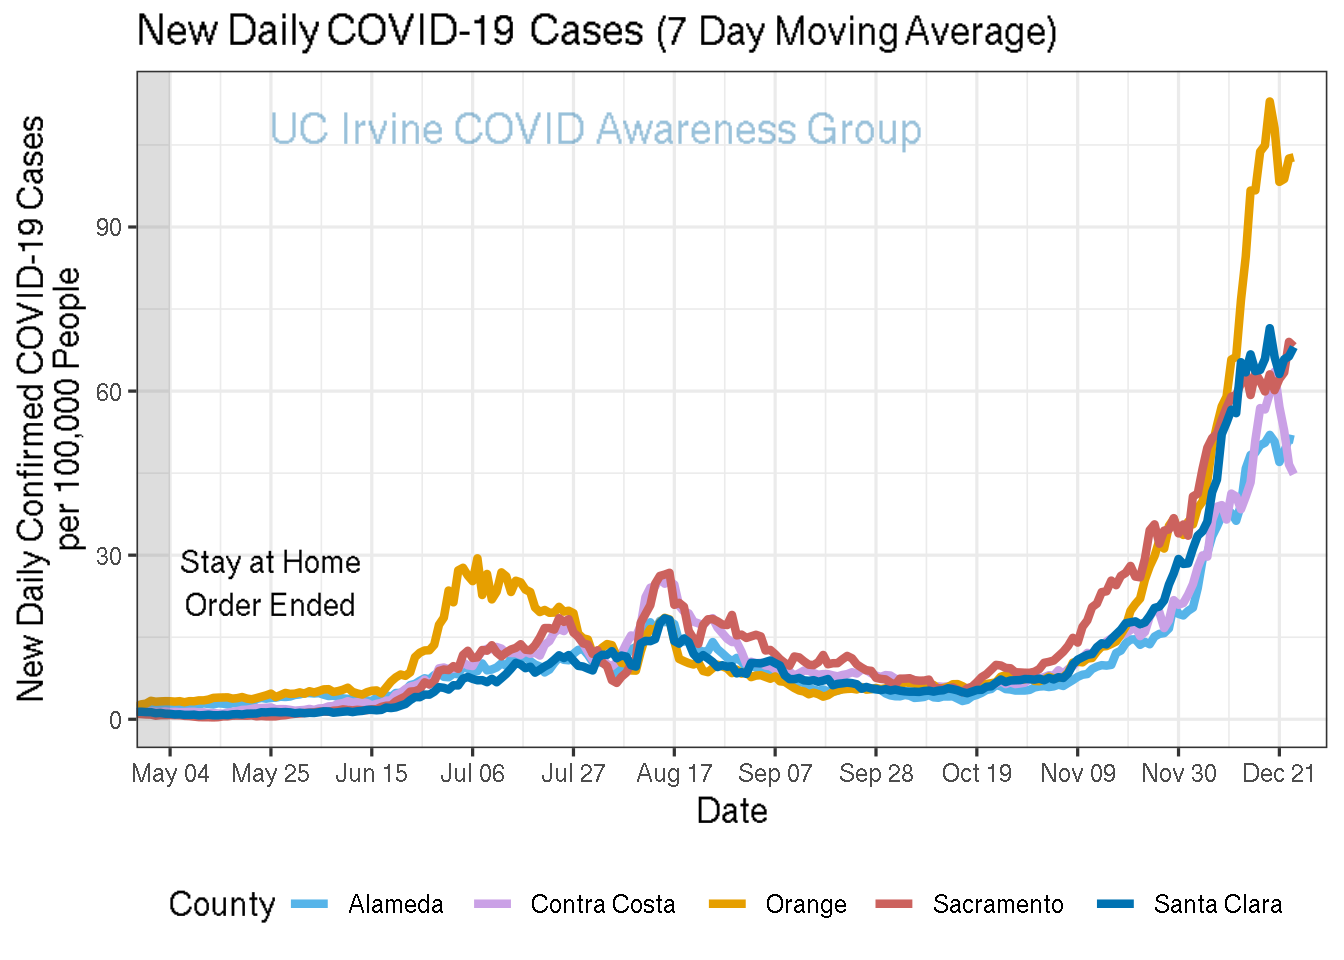 New Daily COVID-19 Cases (7 Day Moving Average)
UC Irvine COVID Awareness Group
New Daily Confirmed COVID-19 Cases
per 100,000 People
90
60
30
0
Stay at Home
Order Ended
May 04 May 25 Jun 15 Jul 06 Jul 27 Aug 17 Sep 07 Sep 28 Oct 19 Nov 09 Nov 30 Dec 21
Date
County Alameda Contra Costa Orange Sacramento Santa Clara